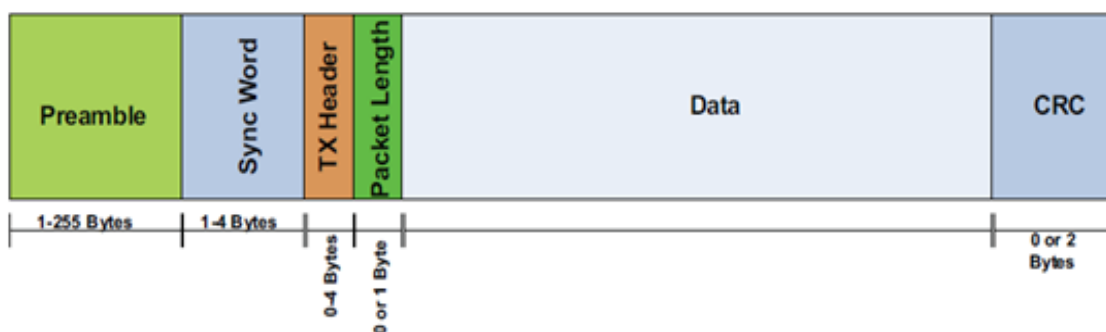 Preamble
Sync Word
TX Header
Packet Length
Data
CRC
1-255 Bytes
1-4 Bytes
0-4 Bytes
0 or 1 Byte
0 or 2
Bytes